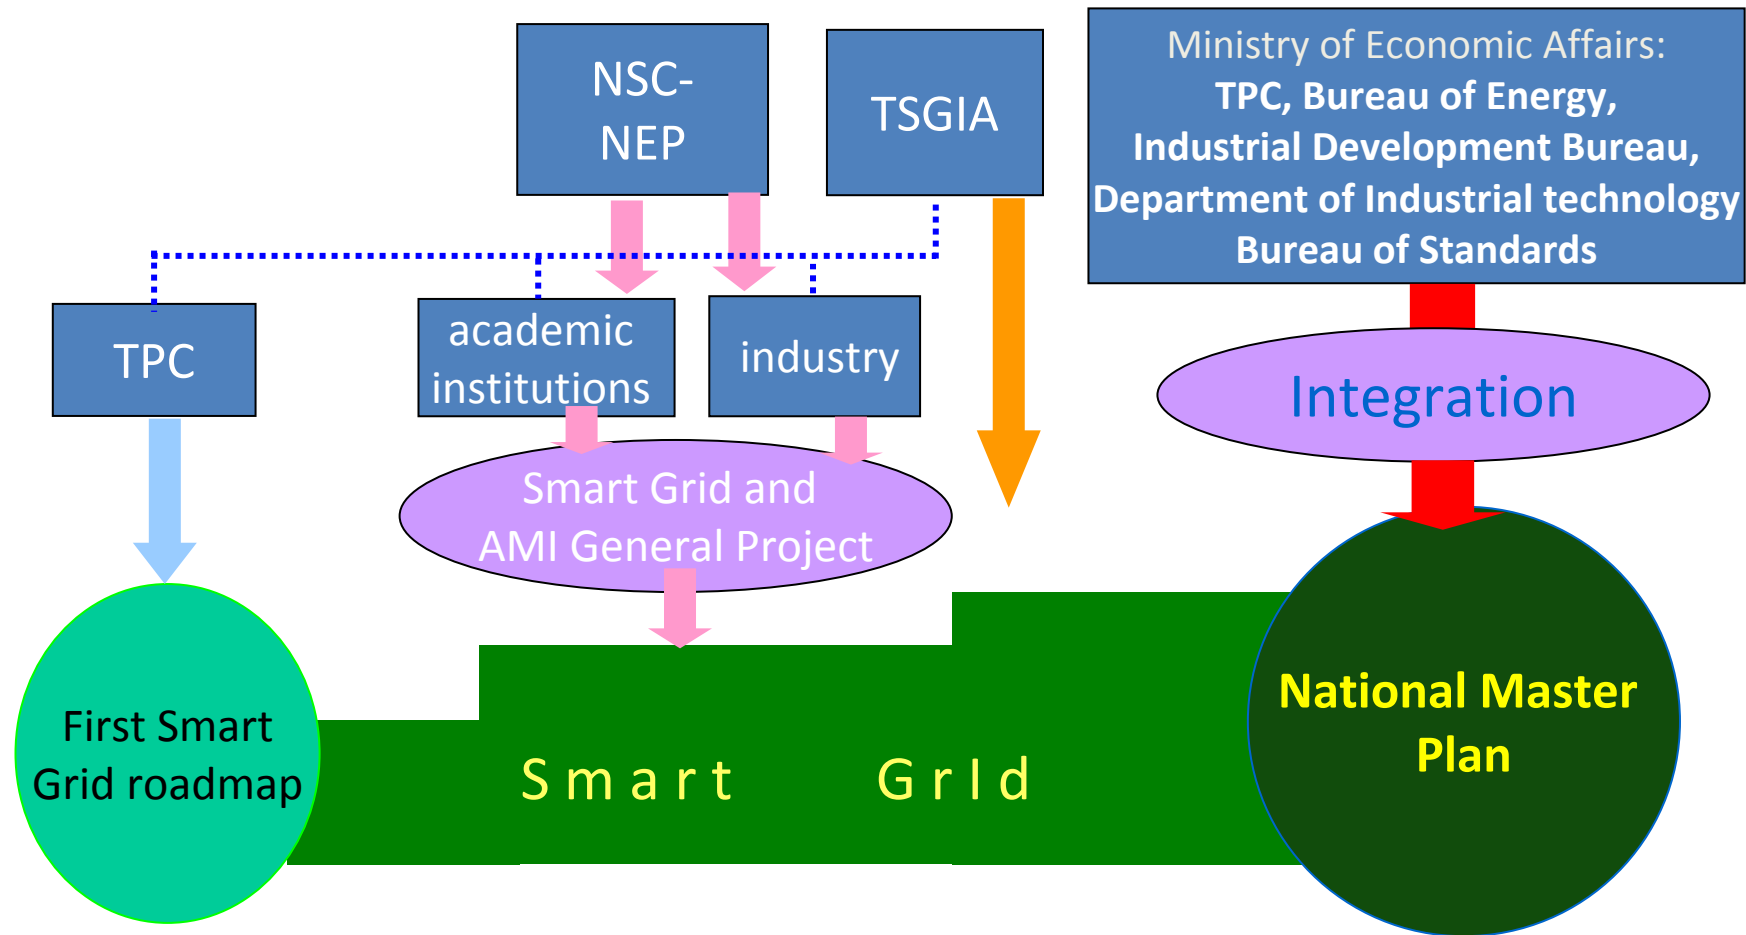 NSC-
NEP
TSGIA
Ministry of Economic Affairs:
TPC, Bureau of Energy,
Industrial Development Bureau,
Department of Industrial technology
Bureau of Standards
TPC
academic
institutions
industry
Integration
Smart Grid and
AMI General Project
First Smart
Grid roadmap
S m a r t G r I d
National Master
Plan